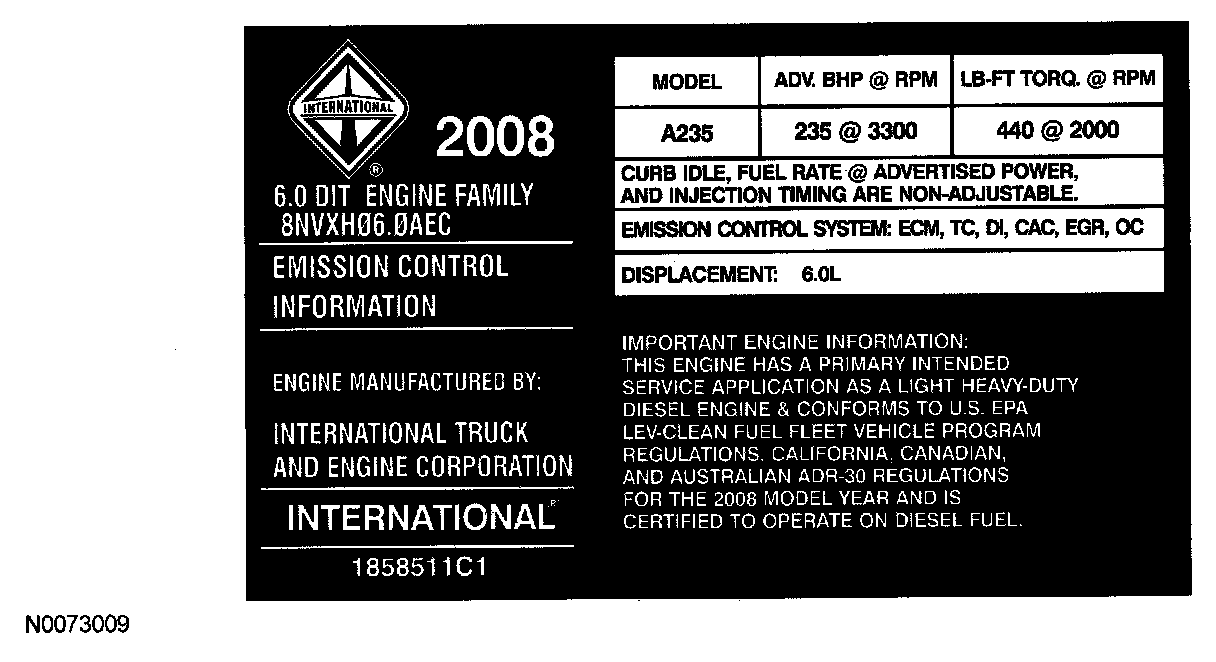 INTERNATIONAL
®
2008
6.0 DIT ENGINE FAMILY
8NVXHØ6.ØAEC
EMISSION CONTROL
INFORMATION
ENGINE MANUFACTURED BY:
INTERNATIONAL TRUCK
AND ENGINE CORPORATION
INTERNATIONAL®
1858511C1
MODEL ADV. BHP @ RPM LB-FT TORQ. @ RPM
A235 235 @ 3300 440 @ 2000
CURB IDLE, FUEL RATE @ ADVERTISED POWER,
AND INJECTION TIMING ARE NON-ADJUSTABLE.
EMISSION CONTROL SYSTEM: ECM, TC, DI, CAC, EGR, OC
DISPLACEMENT: 6.0L
IMPORTANT ENGINE INFORMATION:
THIS ENGINE HAS A PRIMARY INTENDED
SERVICE APPLICATION AS A LIGHT HEAVY-DUTY
DIESEL ENGINE & CONFORMS TO U.S. EPA
LEV-CLEAN FUEL FLEET VEHICLE PROGRAM
REGULATIONS, CALIFORNIA, CANADIAN,
AND AUSTRALIAN ADR-30 REGULATIONS
FOR THE 2008 MODEL YEAR AND IS
CERTIFIED TO OPERATE ON DIESEL FUEL.
N0073009